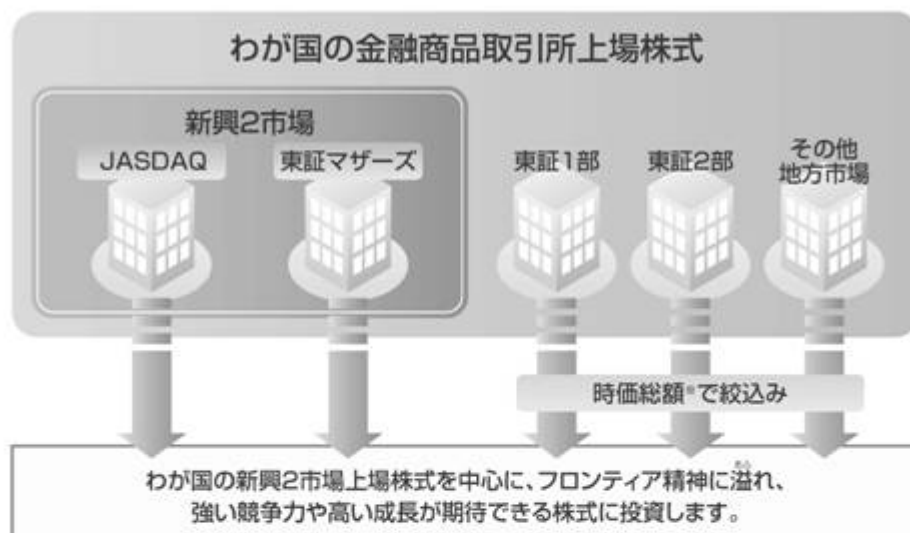 わが国の金融商品取引所上場株式
新興2市場
JASDAQ
東証マザーズ
東証1部
東証2部
その他
地方市場
時価総額※で絞込み
わが国の新興2市場上場株式を中心に、フロンティア精神に溢れ、
強い競争力や高い成長が期待できる株式に投資します。